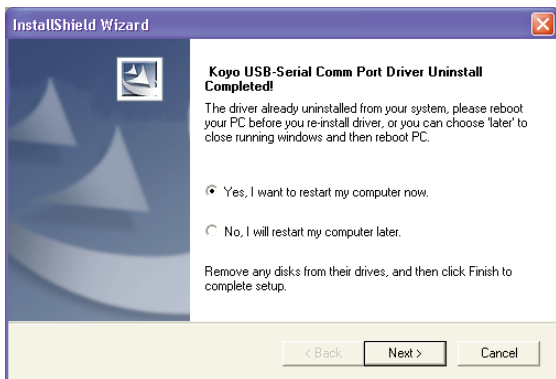 InstallShield Wizard
Koyo USB-Serial Comm Port Driver Uninstall
Completed!
The driver already uninstalled from your system, please reboot
your PC before you re-install driver, or you can choose 'later' to
close running windows and then reboot PC.
Yes, I want to restart my computer now.
No, I will restart my computer later.
Remove any disks from their drives, and then click Finish to
complete setup.
< Back Next > Cancel